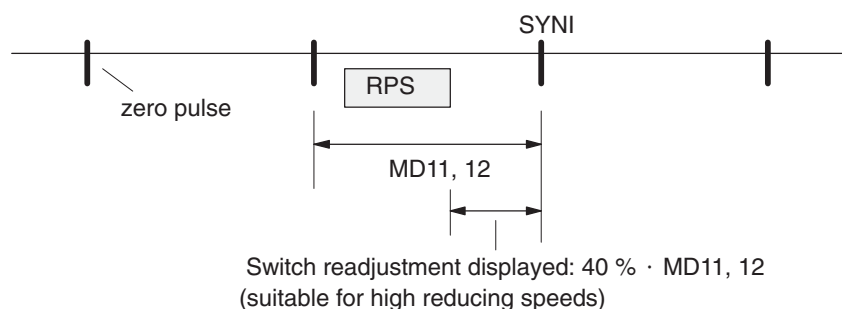 SYNI
RPS
zero pulse
MD11, 12
Switch readjustment displayed: 40 % · MD11, 12
(suitable for high reducing speeds)